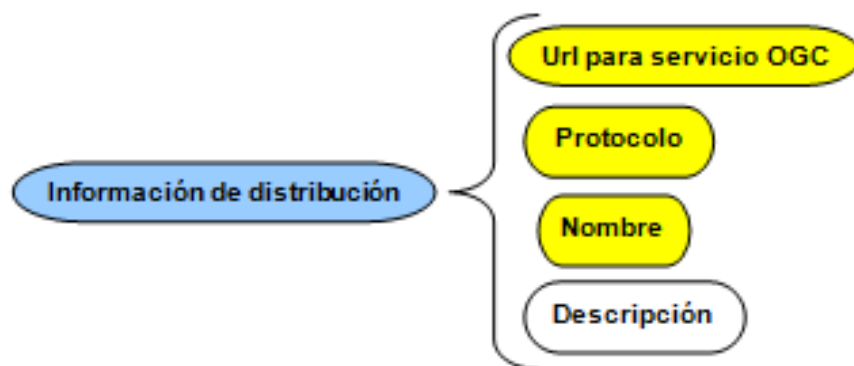 Url para servicio OGC
Protocolo
Información de distribución
Nombre
Descripción